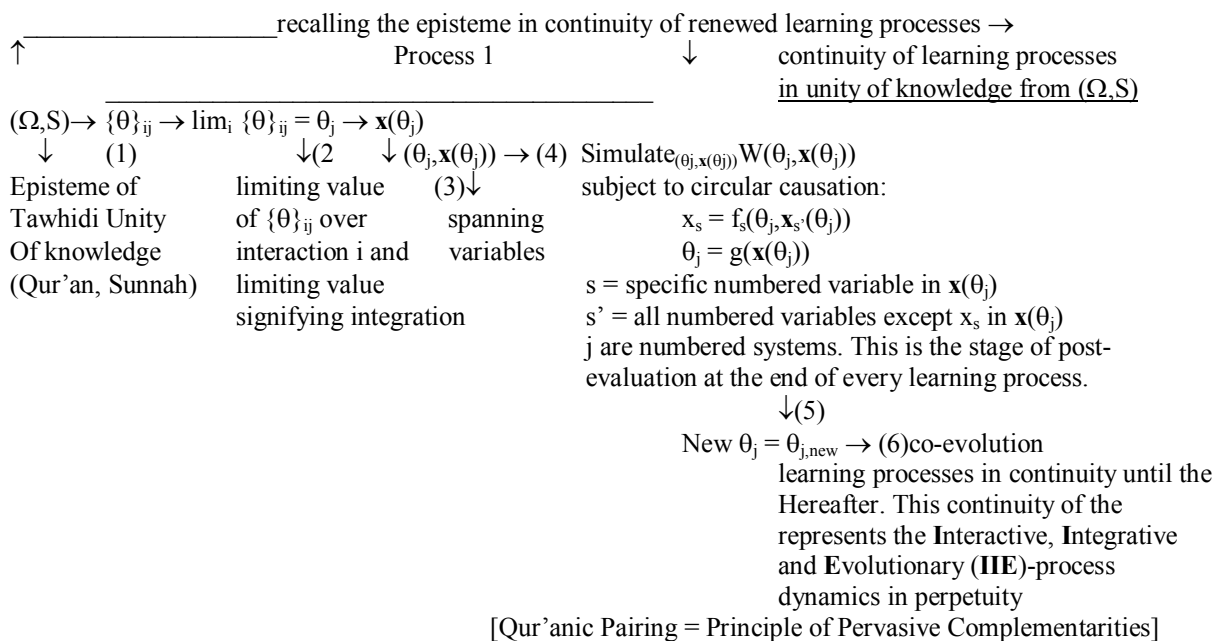 recalling the episteme in continuity of renewed learning processes →
↑ Process 1 ↓ continuity of learning processes
in unity of knowledge from (Ω,S)
(Ω,S)→ {θ}ij → limi {θ}ij = θj → x(θj)
↓ (1) ↓(2 ↓ (θj,x(θj)) → (4) Simulate(θj,x(θj))W(θj,x(θj))
Episteme of limiting value (3)↓ subject to circular causation:
Tawhidi Unity of {θ}ij over spanning xs = fs(θj,xs’(θj))
Of knowledge interaction i and variables θj = g(x(θj))
(Qur’an, Sunnah) limiting value s = specific numbered variable in x(θj)
signifying integration s’ = all numbered variables except xs in x(θj)
j are numbered systems. This is the stage of post-
evaluation at the end of every learning process.
↓(5)
New θj = θj,new → (6)co-evolution
learning processes in continuity until the
Hereafter. This continuity of the
represents the Interactive, Integrative
and Evolutionary (IIE)-process
dynamics in perpetuity
[Qur’anic Pairing = Principle of Pervasive Complementarities]